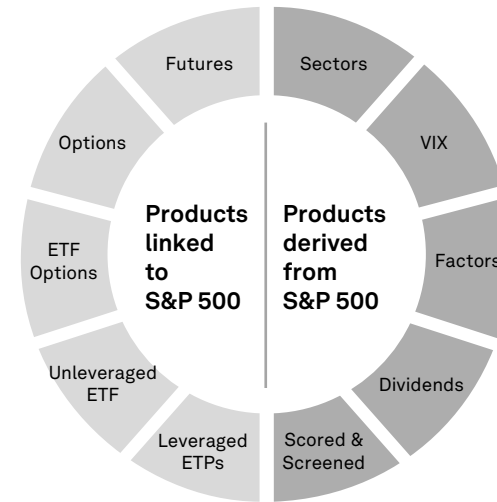 Futures
Sectors
Options
VIX
ETF
Options
Factors
Unleveraged
ETF
Dividends
Leveraged
ETPs
Scored &
Screened
Products
linked
to
S&P 500
Products
derived
from
S&P 500